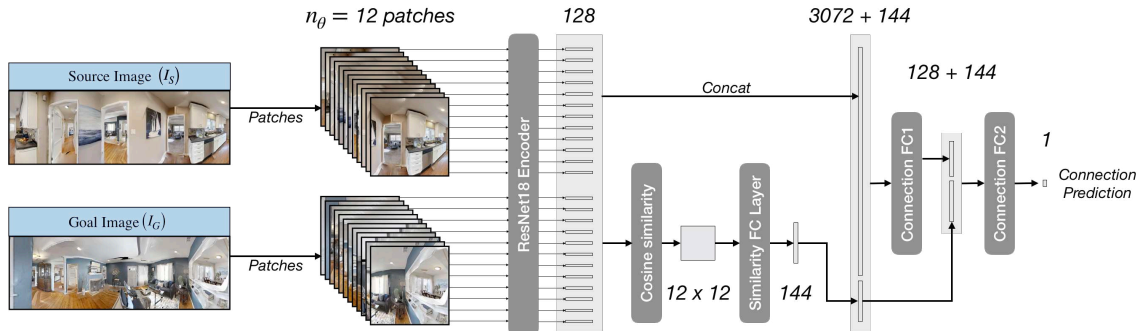 n_θ = 12 patches
128
3072 + 144
Source Image (I_S)
Patches
ResNet18 Encoder
Concat
128 + 144
Connection FC1
Connection FC2
1
Connection
Prediction
Goal Image (I_G)
Patches
Cosine similarity
12 x 12
Similarity FC Layer
144